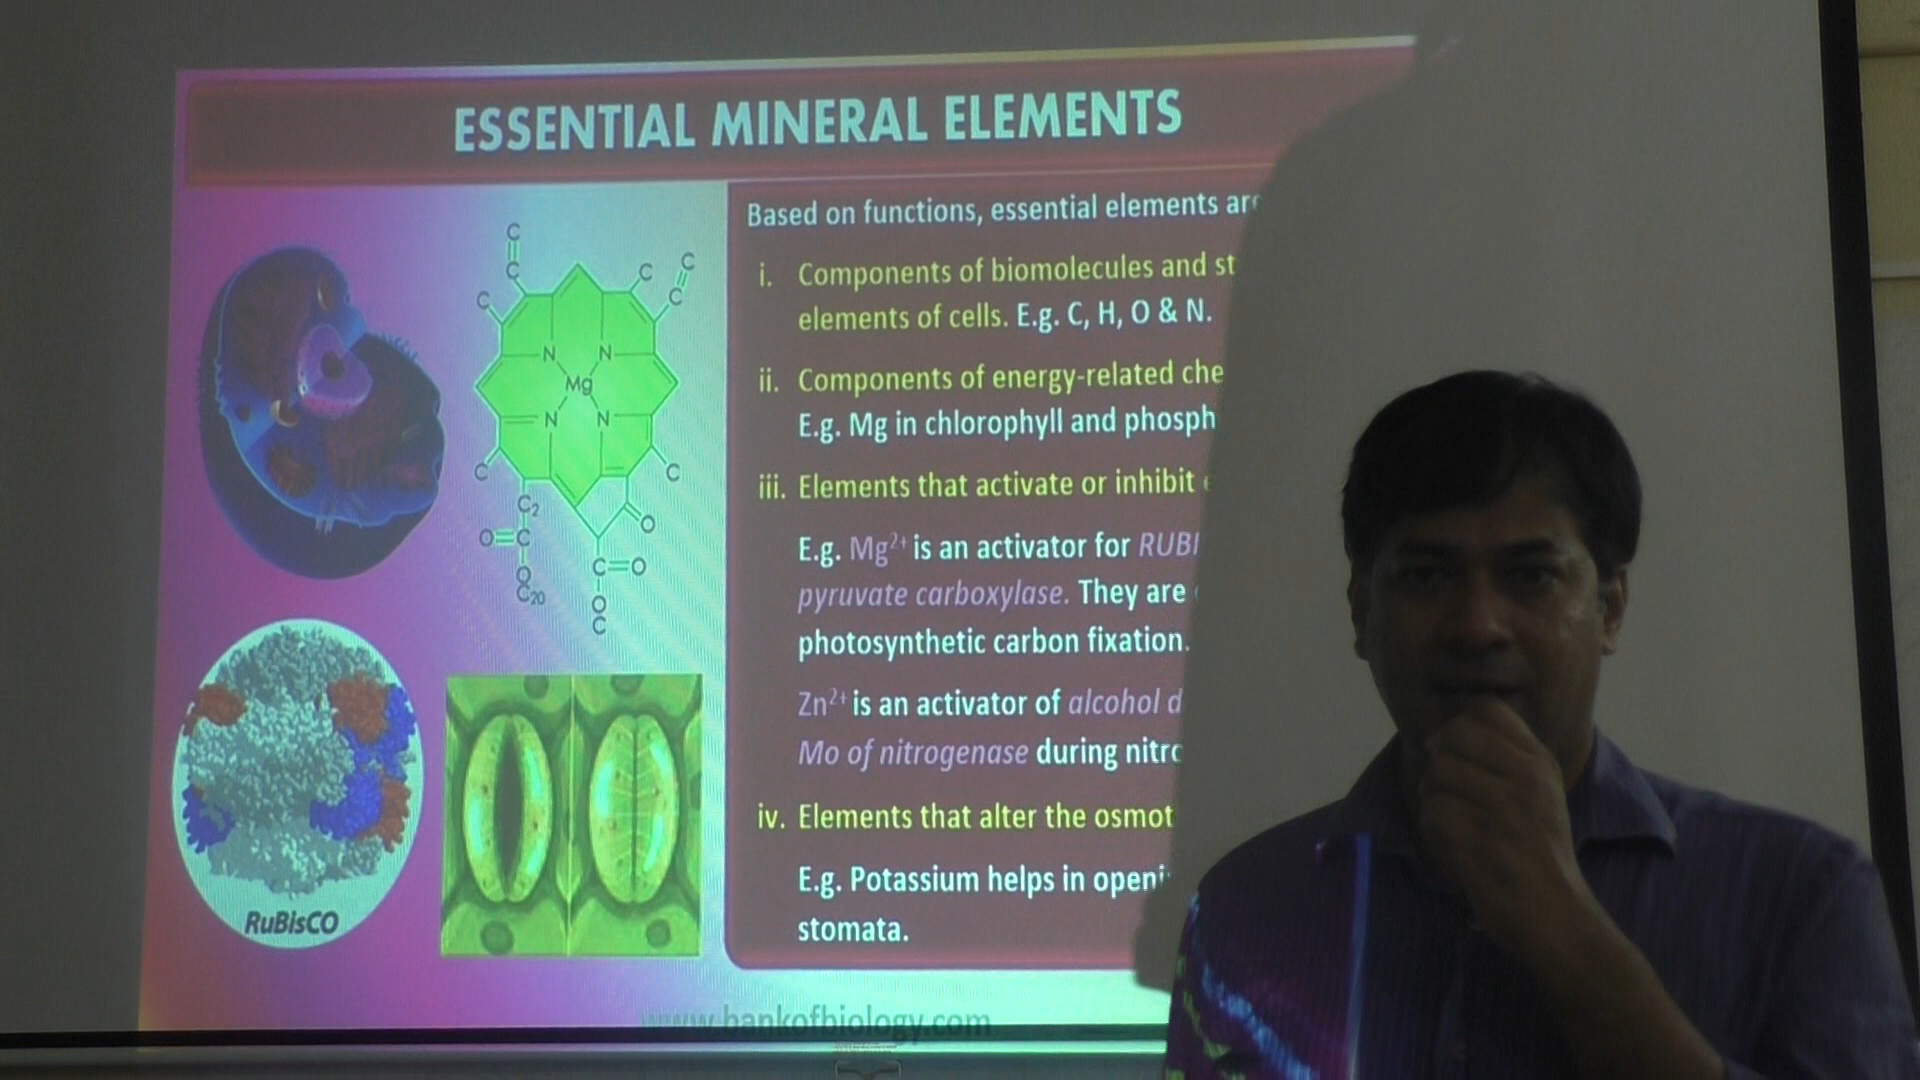 ESSENTIAL MINERAL ELEMENTS
Based on functions, essential elements are
i. Components of biomolecules and st
elements of cells. E.g. C, H, O & N.
ii. Components of energy-related che
E.g. Mg in chlorophyll and phosph
iii. Elements that activate or inhibit
E.g. Mg²⁺ is an activator for RUBI
pyruvate carboxylase. They are
photosynthetic carbon fixation.
Zn²⁺ is an activator of alcohol d
Mo of nitrogenase during nitro
iv. Elements that alter the osmot
E.g. Potassium helps in openi
stomata.
C
C
C
C
C
C
N
N
Mg
N
N
C
C
C₂
O=C
O
C₂₀
O
C=O
O
C
RuBisCO
www.bankofbiology.com